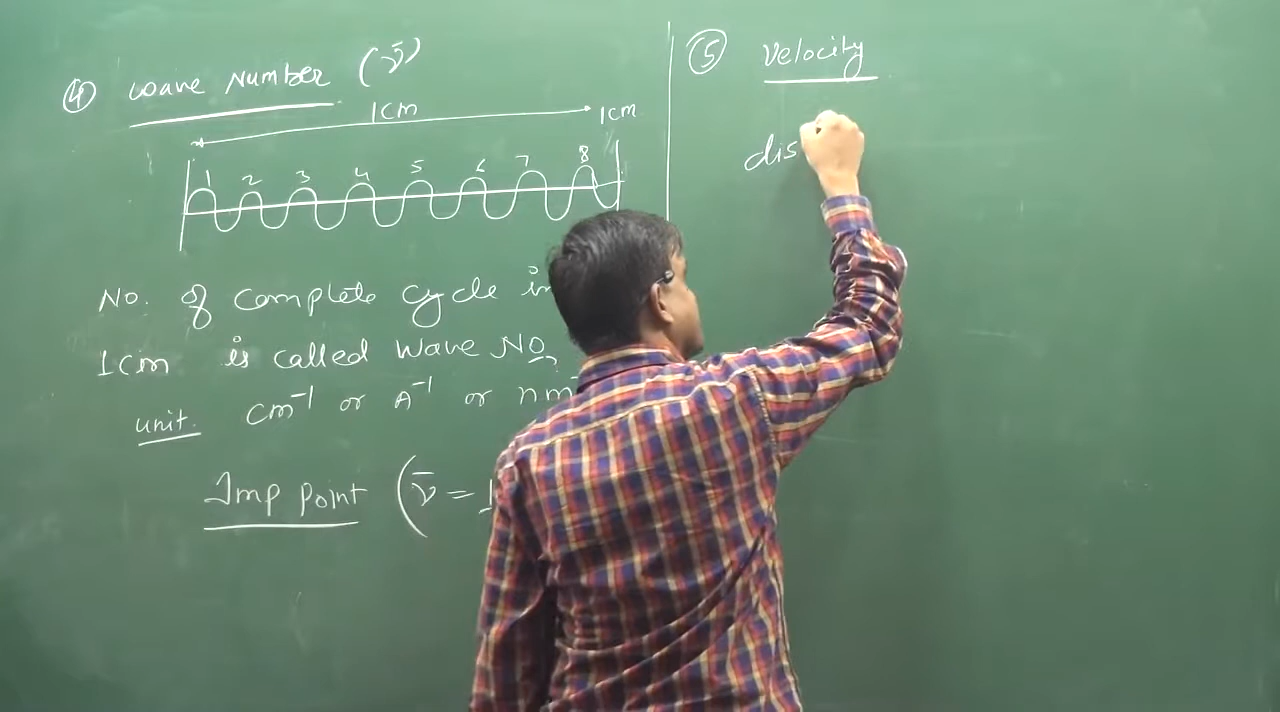 ④ Wave Number (ν̄)
1cm
1cm
1 2 3 4 5 6 7 8
No. of complete cycle in
1cm is called wave No.
unit. cm⁻¹ or A⁻¹ or nm
Imp point (ν̄ = 1
⑤ Velocity
dis